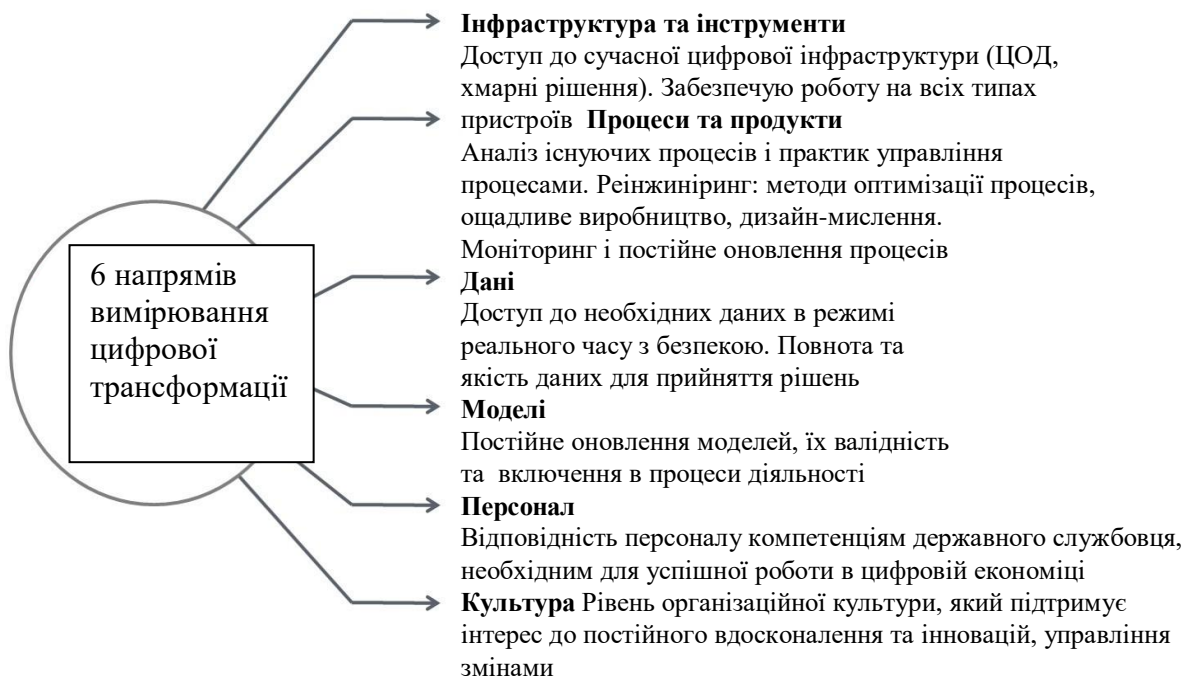 6 напрямів
вимірювання
цифрової
трансформації
Інфраструктура та інструменти
Доступ до сучасної цифрової інфраструктури (ЦОД,
хмарні рішення). Забезпечую роботу на всіх типах
пристроїв Процеси та продукти
Аналіз існуючих процесів і практик управління
процесами. Реінжиніринг: методи оптимізації процесів,
ощадливе виробництво, дизайн-мислення.
Моніторинг і постійне оновлення процесів
Дані
Доступ до необхідних даних в режимі
реального часу з безпекою. Повнота та
якість даних для прийняття рішень
Моделі
Постійне оновлення моделей, їх валідність
та включення в процеси діяльності
Персонал
Відповідність персоналу компетенціям державного службовця,
необхідним для успішної роботи в цифровій економіці
Культура Рівень організаційної культури, який підтримує
інтерес до постійного вдосконалення та інновацій, управління
змінами